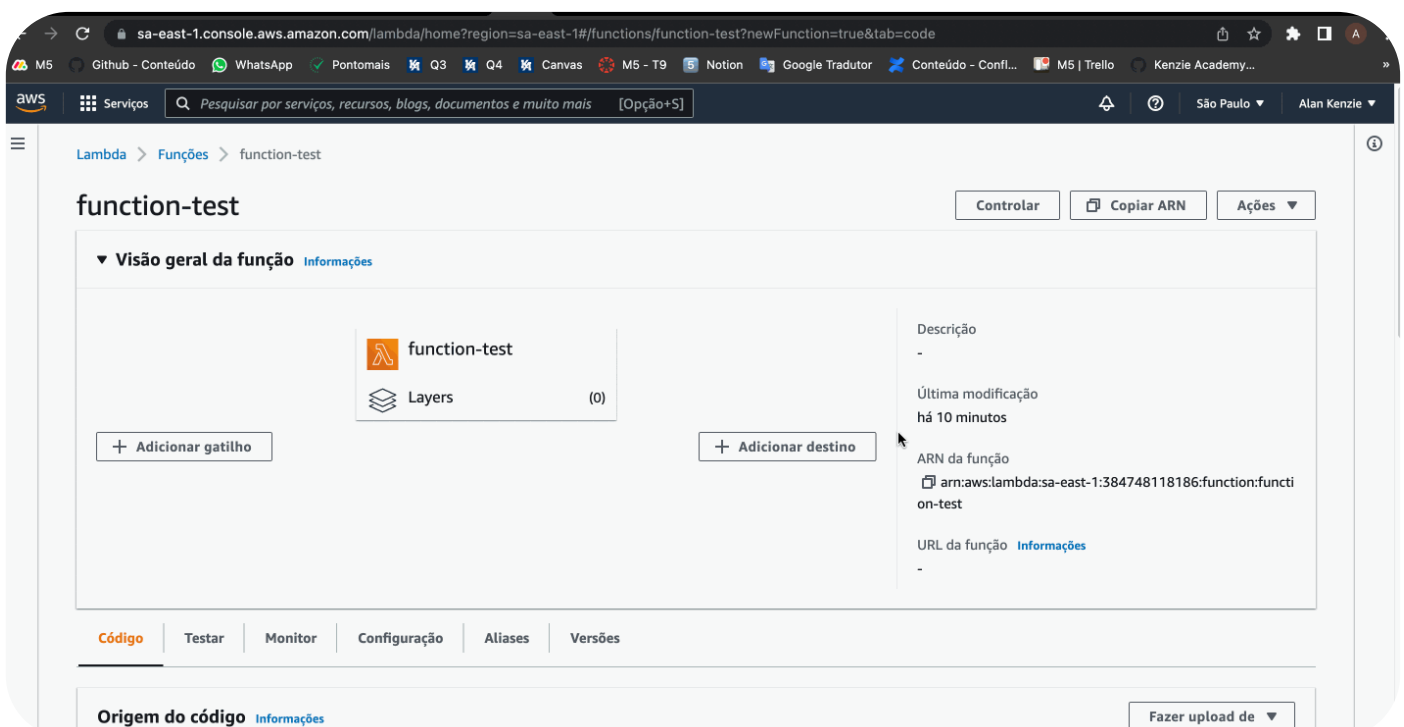 sa-east-1.console.aws.amazon.com/lambda/home?region=sa-east-1#/functions/function-test?newFunction=true&tab=code
A
M5 Github - Conteúdo WhatsApp Pontomais Q3 Q4 Canvas M5 - T9 5 Notion Google Tradutor Conteúdo - Confl... M5 | Trello Kenzie Academy... »
aws Serviços Pesquisar por serviços, recursos, blogs, documentos e muito mais [Opção+S] São Paulo ▼ Alan Kenzie ▼
Lambda > Funções > function-test
function-test Controlar Copiar ARN Ações ▼
▼ Visão geral da função Informações
function-test
Layers (0)
+ Adicionar gatilho
+ Adicionar destino
Descrição
-
Última modificação
há 10 minutos
ARN da função
arn:aws:lambda:sa-east-1:384748118186:function:functi
on-test
URL da função Informações
-
Código Testar Monitor Configuração Aliases Versões
Origem do código Informações Fazer upload de ▼